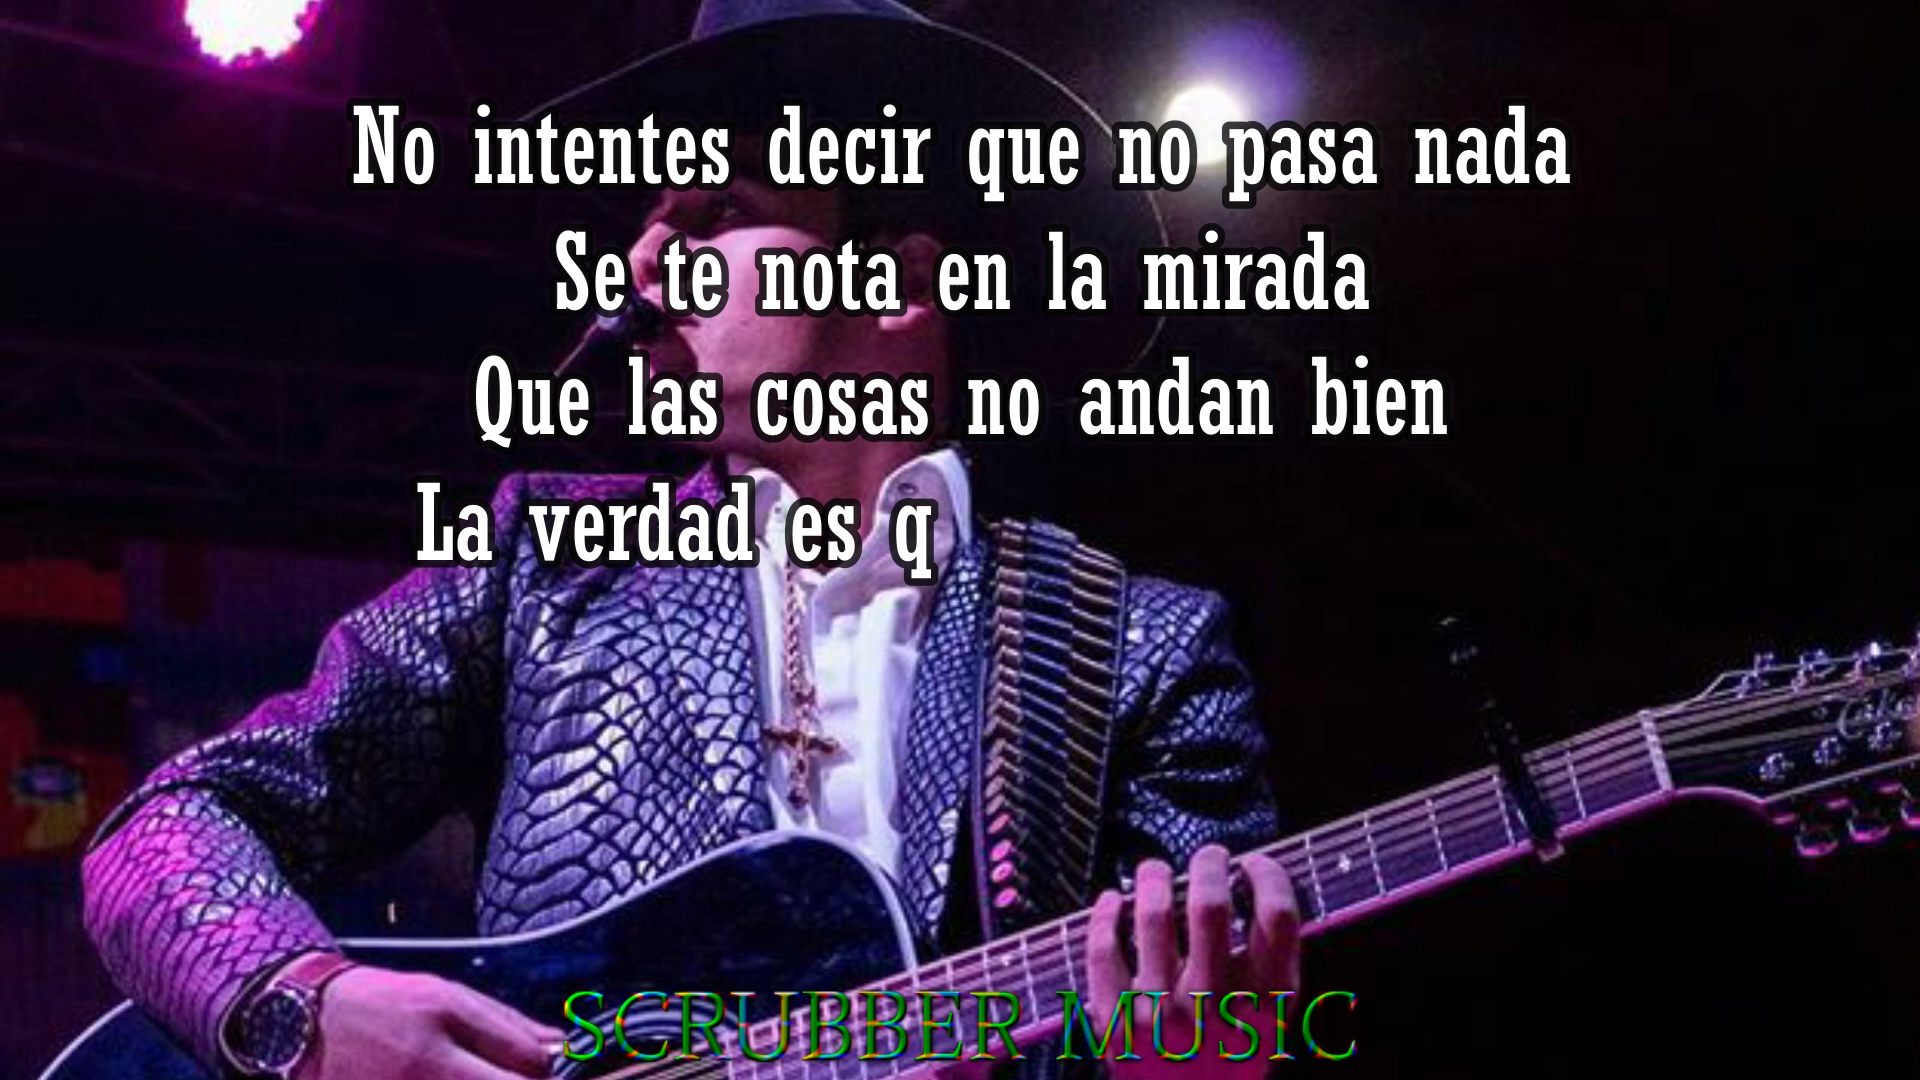 No intentes decir que no pasa nada
Se te nota en la mirada
Que las cosas no andan bien
La verdad es q
SCRUBBER MUSIC